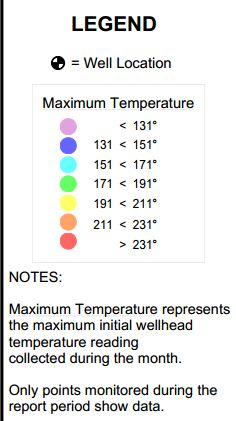 LEGEND
= Well Location
Maximum Temperature
< 131°
131 < 151°
151 < 171°
171 < 191°
191 < 211°
211 < 231°
> 231°
NOTES:
Maximum Temperature represents
the maximum initial wellhead
temperature reading
collected during the month.
Only points monitored during the
report period show data.